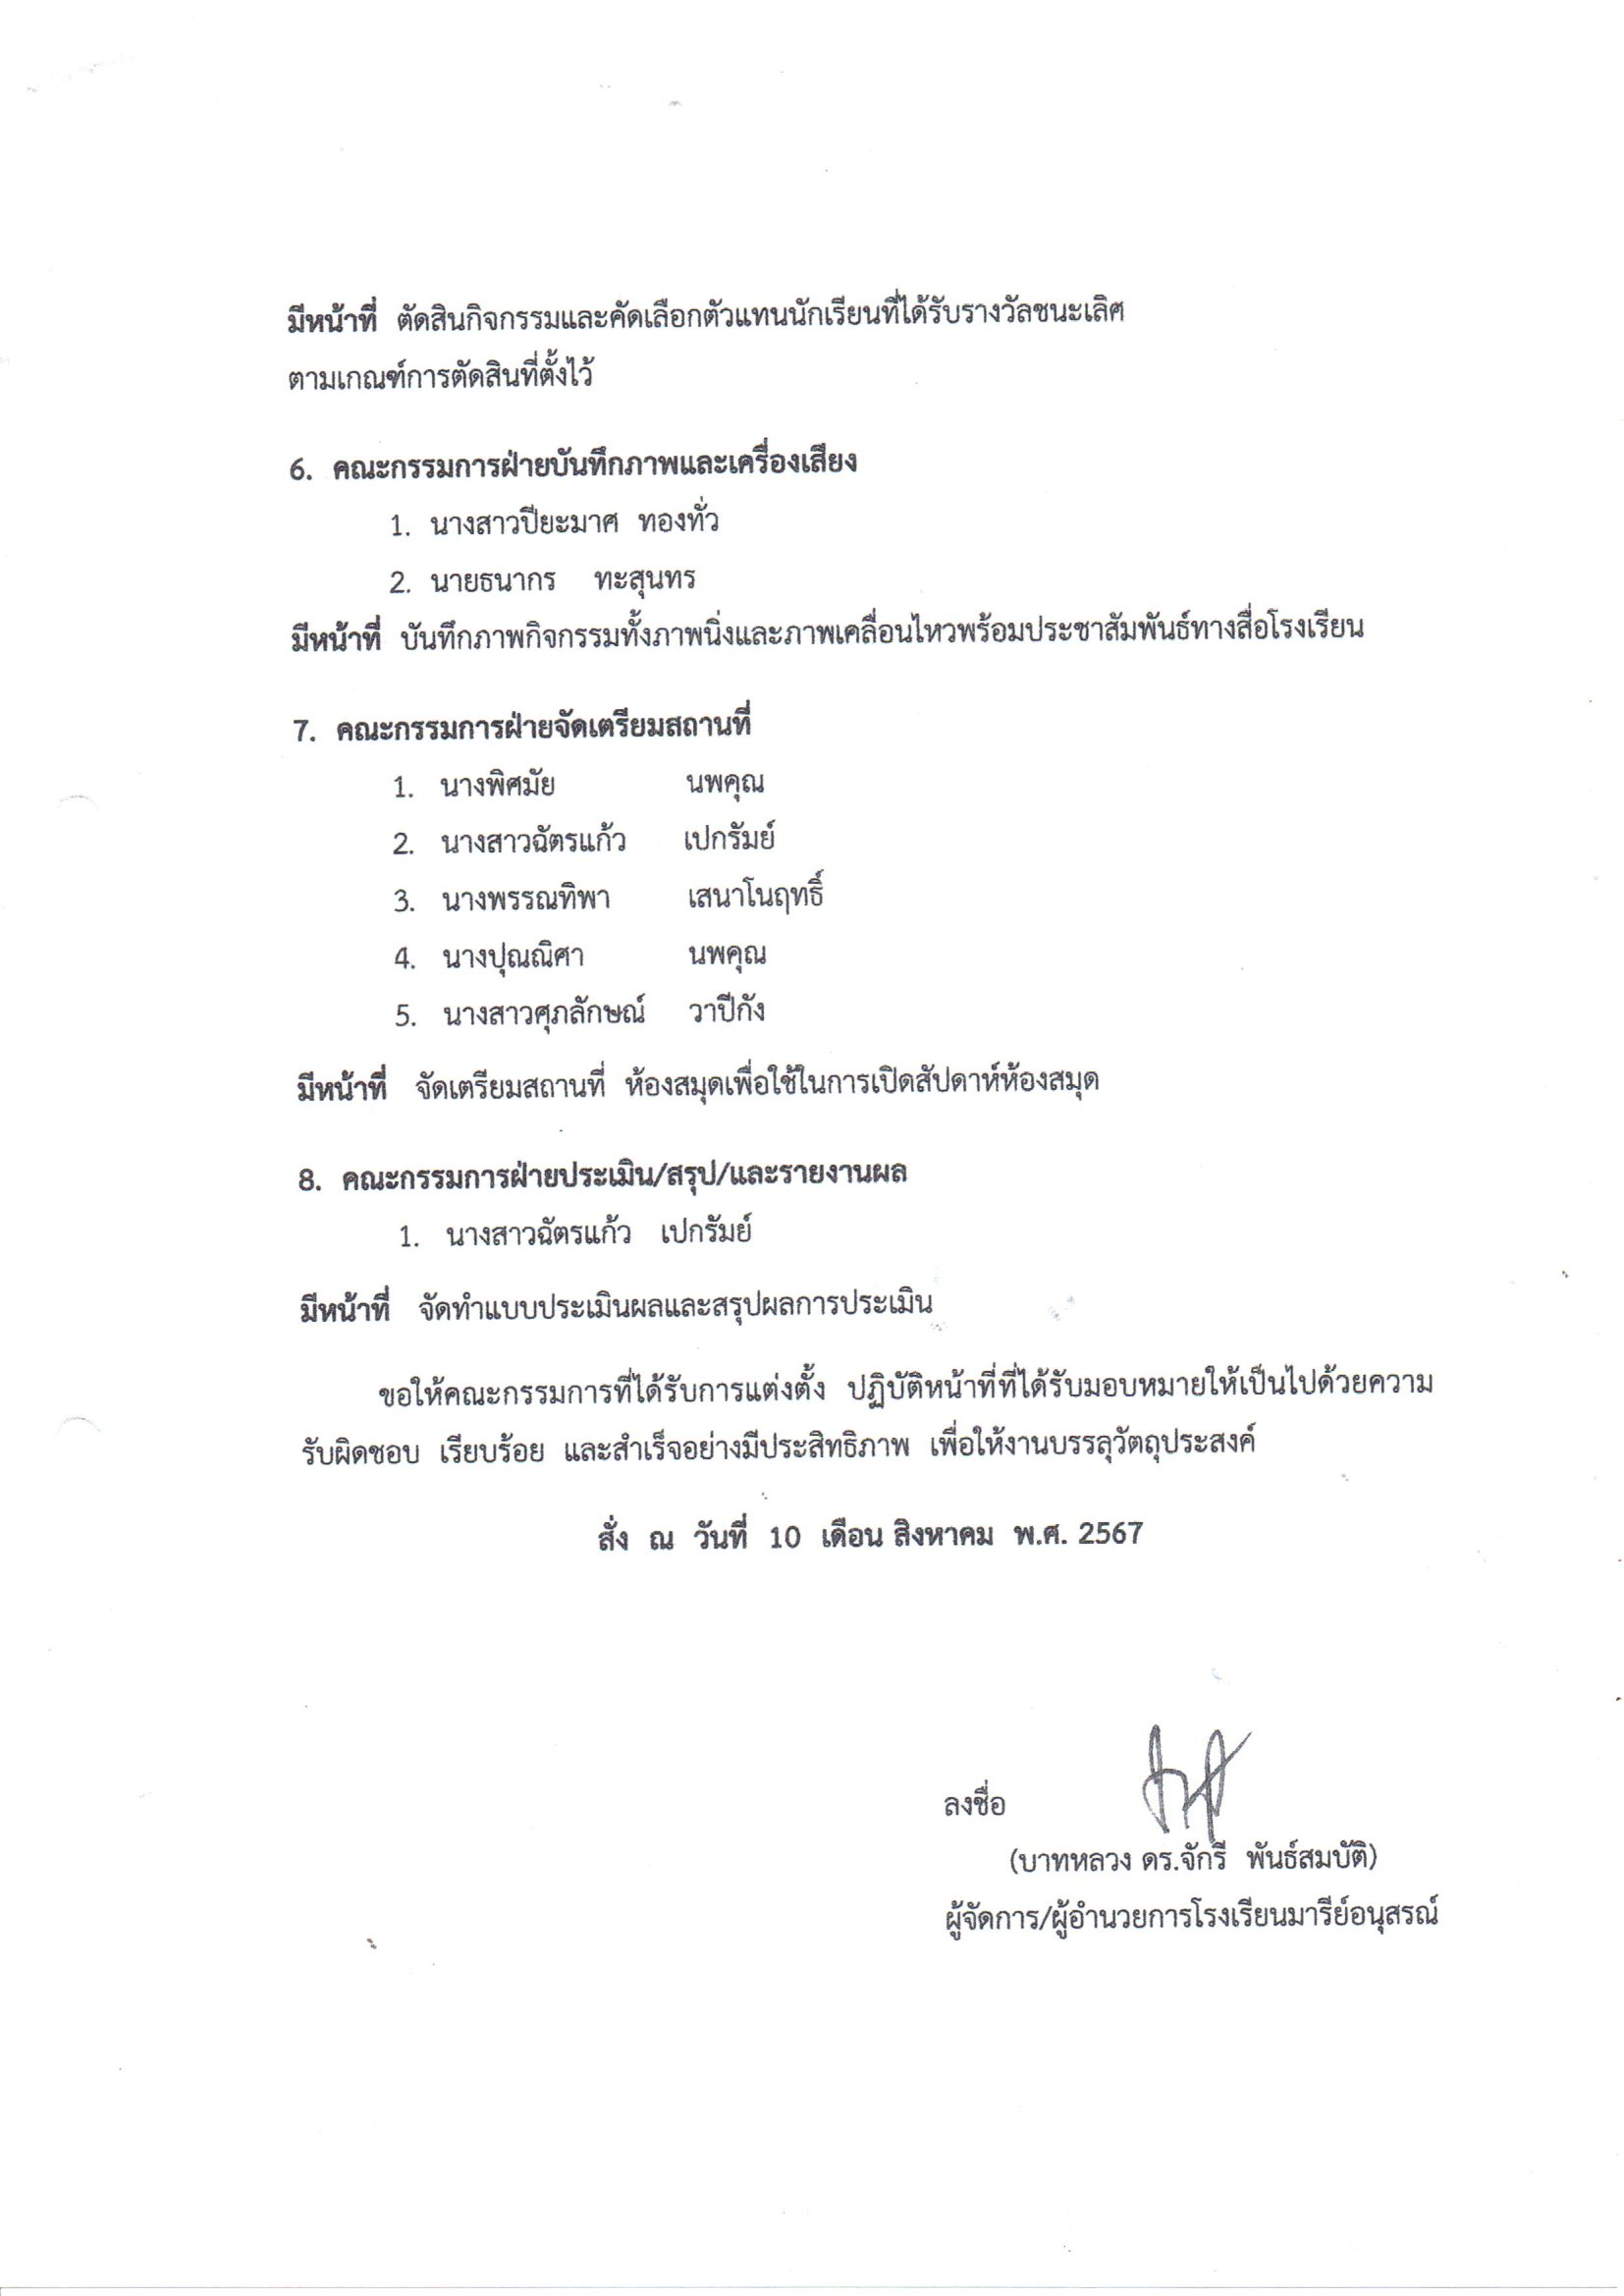 มีหน้าที่ ตัดสินกิจกรรมและคัดเลือกตัวแทนนักเรียนที่ได้รับรางวัลชนะเลิศ
ตามเกณฑ์การตัดสินที่ตั้งไว้
6. คณะกรรมการฝ่ายบันทึกภาพและเครื่องเสียง
1. นางสาวปิยะมาศ ทองทั่ว
2. นายธนากร ทะสุนทร
มีหน้าที่ บันทึกภาพกิจกรรมทั้งภาพนิ่งและภาพเคลื่อนไหวพร้อมประชาสัมพันธ์ทางสื่อโรงเรียน
7. คณะกรรมการฝ่ายจัดเตรียมสถานที่
1. นางพิศมัย นพคุณ
2. นางสาวฉัตรแก้ว เปกรัมย์
3. นางพรรณทิพา เสนาโนฤทธิ์
4. นางปุณณิศา นพคุณ
5. นางสาวศุภลักษณ์ วาปีกัง
มีหน้าที่ จัดเตรียมสถานที่ ห้องสมุดเพื่อใช้ในการเปิดสัปดาห์ห้องสมุด
8. คณะกรรมการฝ่ายประเมิน/สรุป/และรายงานผล
1. นางสาวฉัตรแก้ว เปกรัมย์
มีหน้าที่ จัดทำแบบประเมินผลและสรุปผลการประเมิน
ขอให้คณะกรรมการที่ได้รับการแต่งตั้ง ปฏิบัติหน้าที่ที่ได้รับมอบหมายให้เป็นไปด้วยความ
รับผิดชอบ เรียบร้อย และสำเร็จอย่างมีประสิทธิภาพ เพื่อให้งานบรรลุวัตถุประสงค์
สั่ง ณ วันที่ 10 เดือน สิงหาคม พ.ศ. 2567
ลงชื่อ
(บาทหลวง ดร.จักรี พันธ์สมบัติ)
ผู้จัดการ/ผู้อำนวยการโรงเรียนมารีย์อนุสรณ์